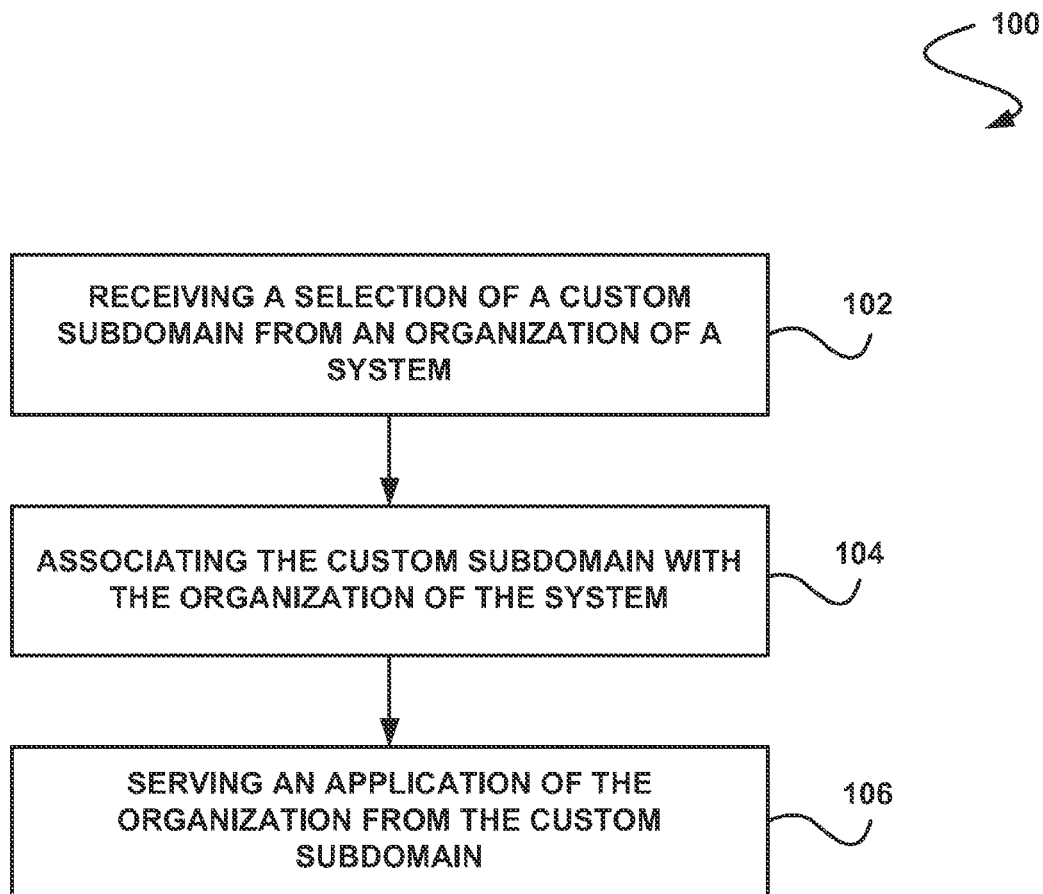 100
RECEIVING A SELECTION OF A CUSTOM
SUBDOMAIN FROM AN ORGANIZATION OF A
SYSTEM
102
ASSOCIATING THE CUSTOM SUBDOMAIN WITH
THE ORGANIZATION OF THE SYSTEM
104
SERVING AN APPLICATION OF THE
ORGANIZATION FROM THE CUSTOM
SUBDOMAIN
106